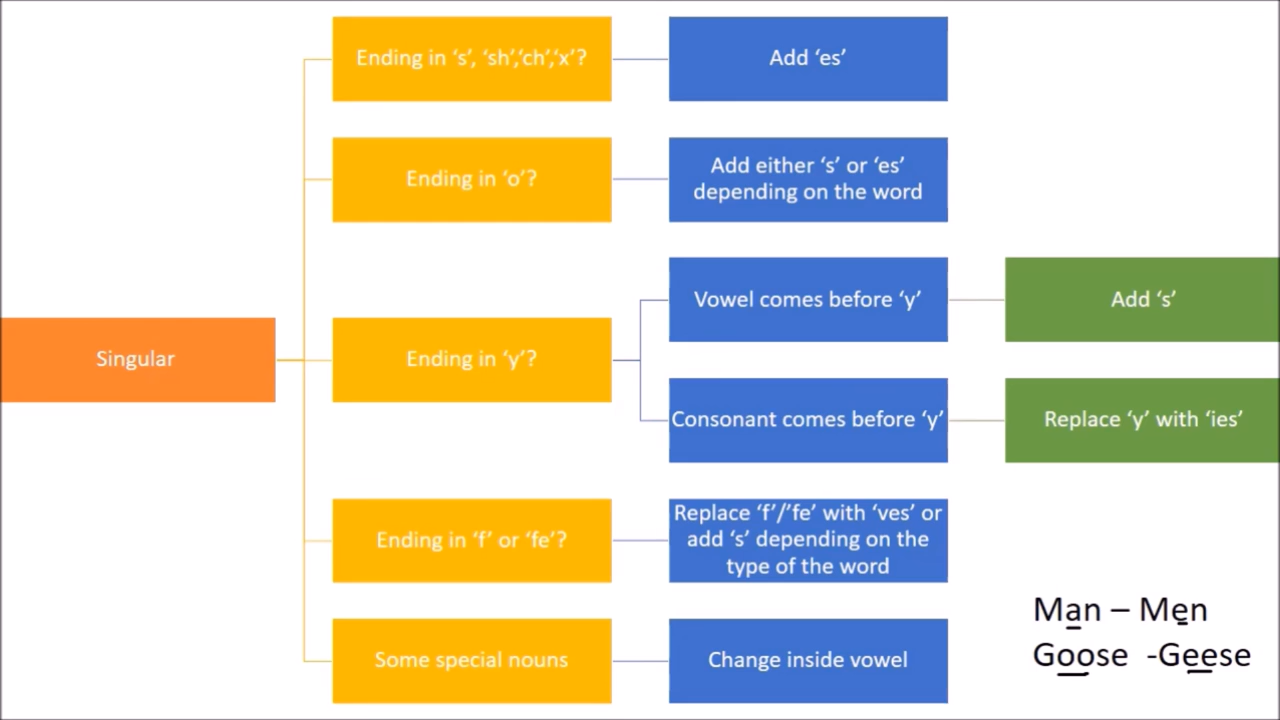 Ending in ‘s’, ‘sh’,‘ch’,‘x’?
Add ‘es’
Ending in ‘o’?
Add either ‘s’ or ‘es’
depending on the word
Singular
Ending in ‘y’?
Vowel comes before ‘y’
Add ‘s’
Consonant comes before ‘y’
Replace ‘y’ with ‘ies’
Ending in ‘f’ or ‘fe’?
Replace ‘f’/‘fe’ with ‘ves’ or
add ‘s’ depending on the
type of the word
Some special nouns
Change inside vowel
Man – Men
Goose -Geese